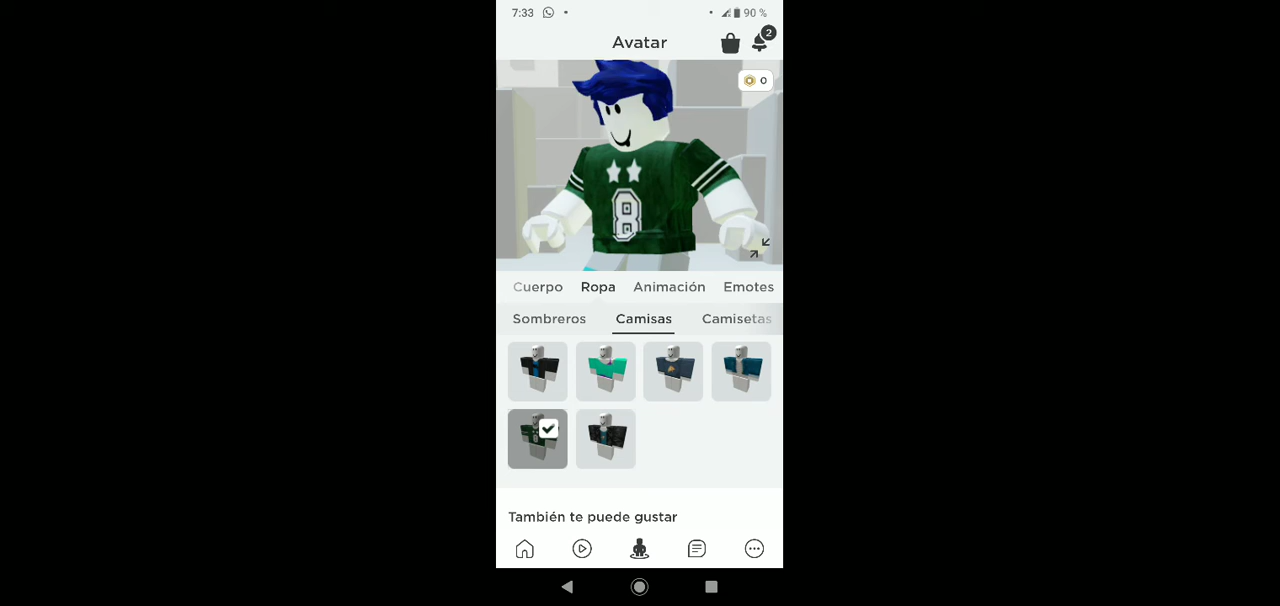 7:33
90 %
Avatar
2
0
8
Cuerpo Ropa Animación Emotes
Sombreros Camisas Camisetas
También te puede gustar